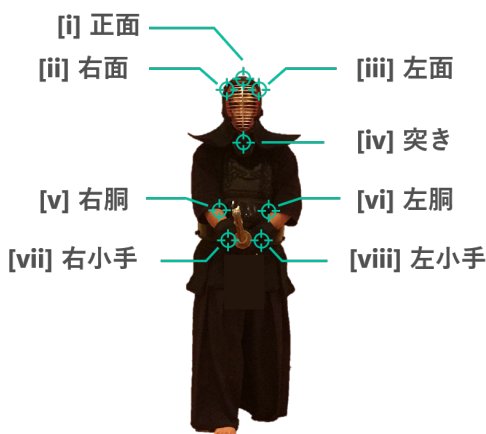 [i] 正面
[ii] 右面
[iii] 左面
[iv] 突き
[v] 右胴
[vi] 左胴
[vii] 右小手
[viii] 左小手